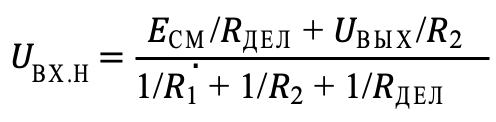 U_ВХ.Н = (E_СМ/R_ДЕЛ + U_ВЫХ/R_2) / (1/R_1 + 1/R_2 + 1/R_ДЕЛ)